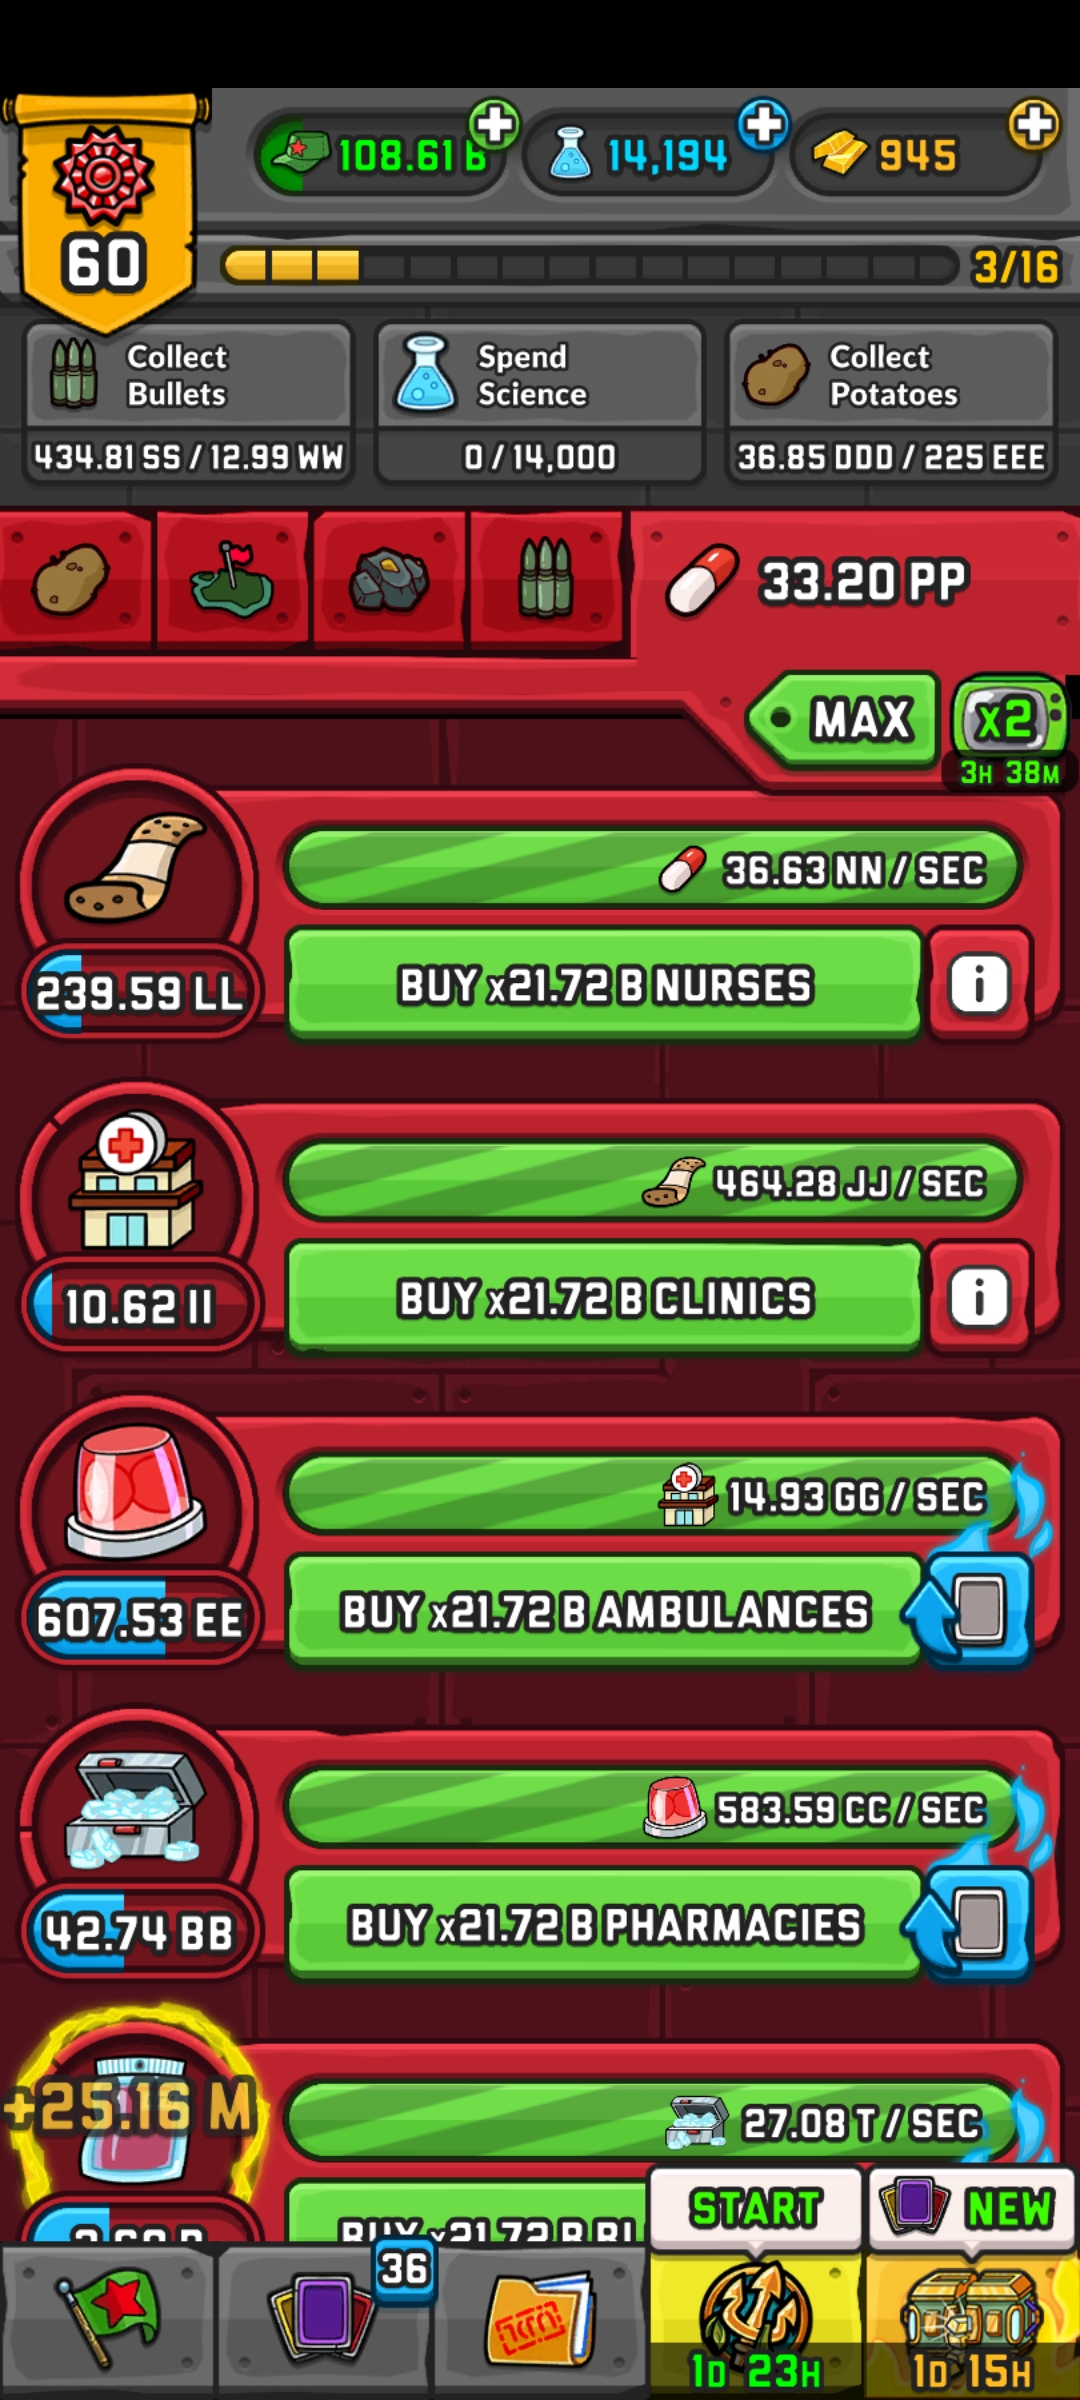 108.61 B
14,194
945
60
3/16
Collect
Bullets
434.81 SS / 12.99 WW
Spend
Science
0 / 14,000
Collect
Potatoes
36.85 DDD / 225 EEE
33.20 PP
MAX
x2
3H 38M
36.63 NN / SEC
239.59 LL
BUY x21.72 B NURSES
i
464.28 JJ / SEC
10.62 II
BUY x21.72 B CLINICS
i
14.93 GG / SEC
607.53 EE
BUY x21.72 B AMBULANCES
583.59 CC / SEC
42.74 BB
BUY x21.72 B PHARMACIES
+25.16 M
27.08 T / SEC
BUY x21.72 B
START
NEW
36
1D 23H
1D 15H